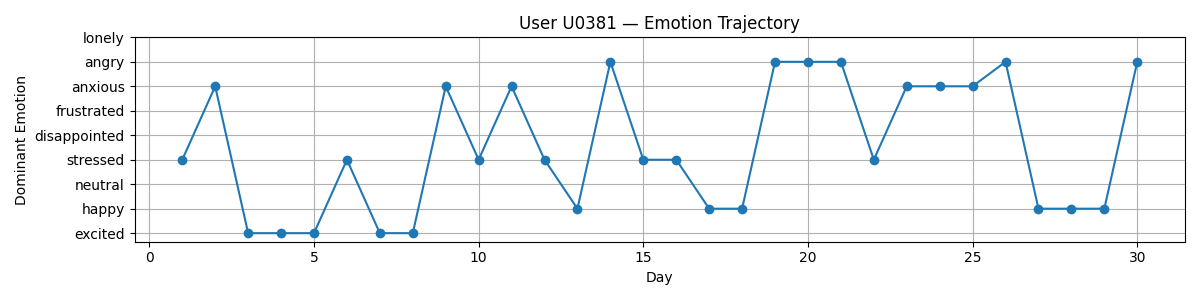 User U0381 — Emotion Trajectory
Dominant Emotion
lonely
angry
anxious
frustrated
disappointed
stressed
neutral
happy
excited
0 5 10 15 20 25 30
Day